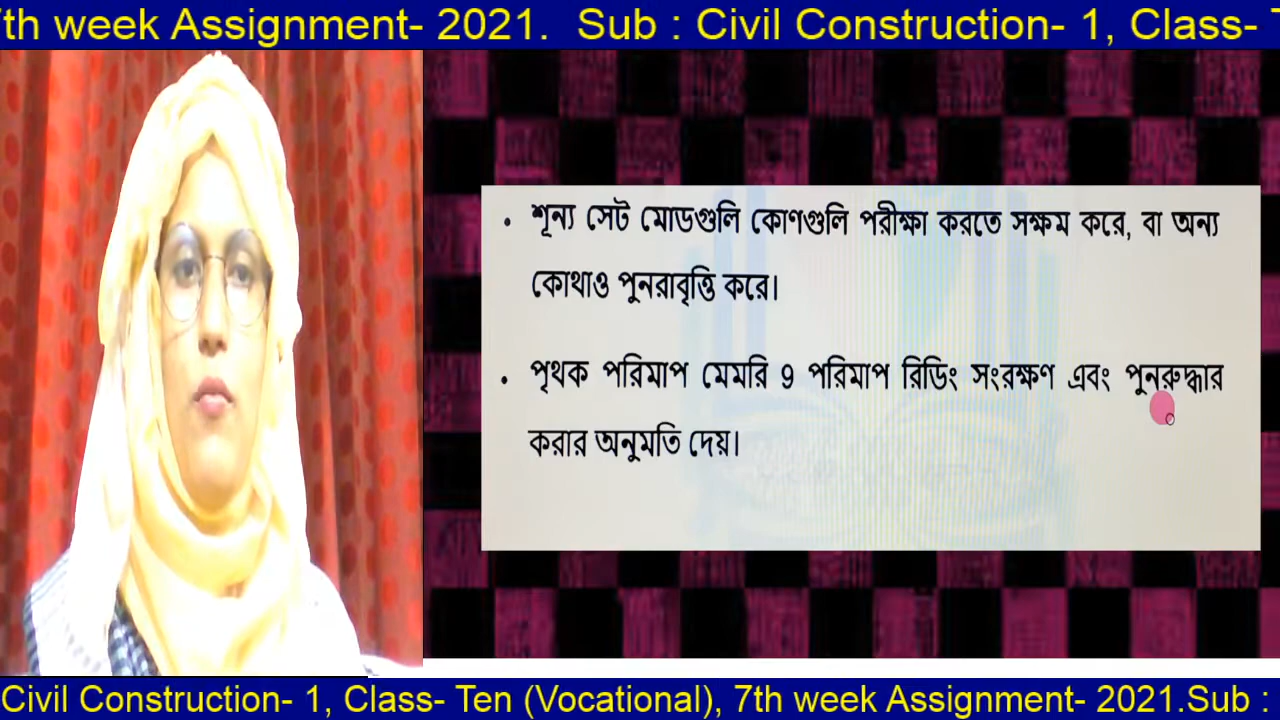 7th week Assignment- 2021. Sub : Civil Construction- 1, Class-
• শূন্য সেট মোডগুলি কোণগুলি পরীক্ষা করতে সক্ষম করে, বা অন্য
কোথাও পুনরাবৃত্তি করে।
• পৃথক পরিমাপ মেমরি 9 পরিমাপ রিডিং সংরক্ষণ এবং পুনরুদ্ধার
করার অনুমতি দেয়।
Civil Construction- 1, Class- Ten (Vocational), 7th week Assignment- 2021.Sub :